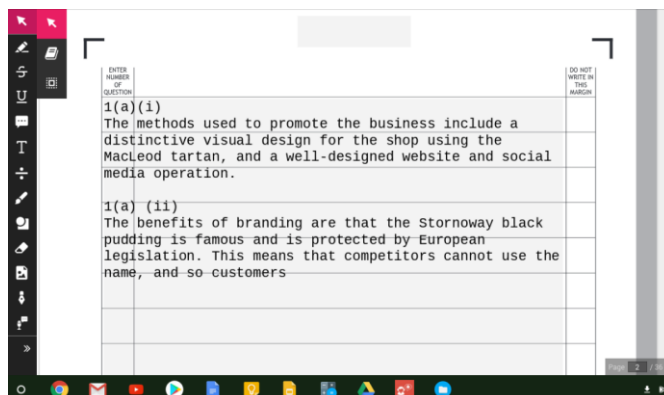 ENTER
NUMBER
OF
QUESTION
DO NOT
WRITE IN
THIS
MARGIN
1(a)(i)
The methods used to promote the business include a
distinctive visual design for the shop using the
MacLeod tartan, and a well-designed website and social
media operation.
1(a) (ii)
The benefits of branding are that the Stornoway black
pudding is famous and is protected by European
legislation. This means that competitors cannot use the
name, and so customers
Page 2